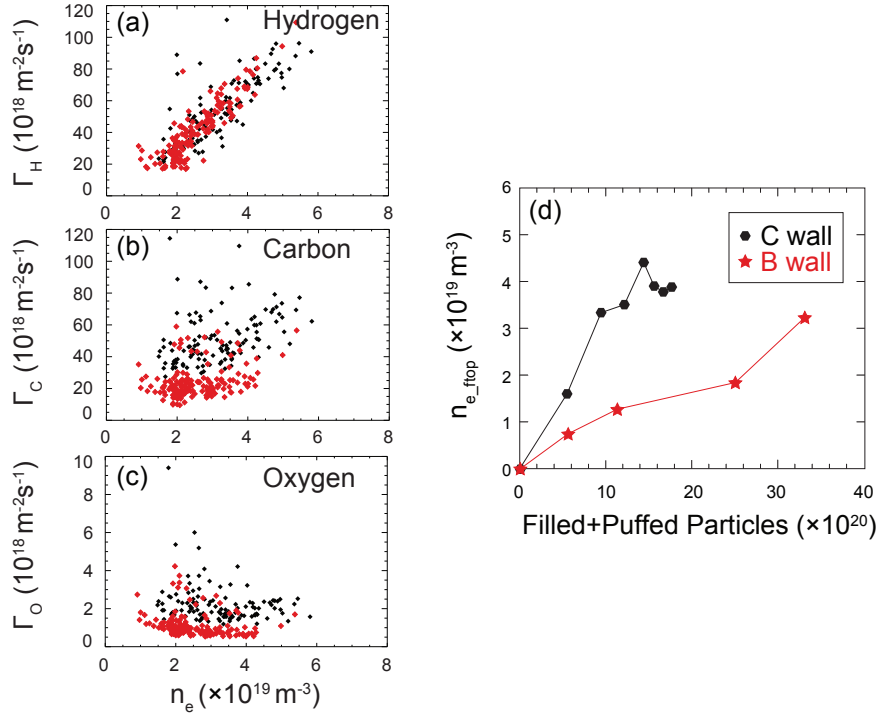 (a) Hydrogen
120
100
80
60
40
20
0
Γ_H (10^18 m^-2 s^-1)
0 2 4 6 8
(b) Carbon
120
100
80
60
40
20
0
Γ_C (10^18 m^-2 s^-1)
0 2 4 6 8
(c) Oxygen
10
8
6
4
2
0
Γ_O (10^18 m^-2 s^-1)
0 2 4 6 8
n_e (×10^19 m^-3)
(d)
C wall
B wall
6
5
4
3
2
1
0
n_e_ftop (×10^19 m^-3)
0 10 20 30 40
Filled+Puffed Particles (×10^20)